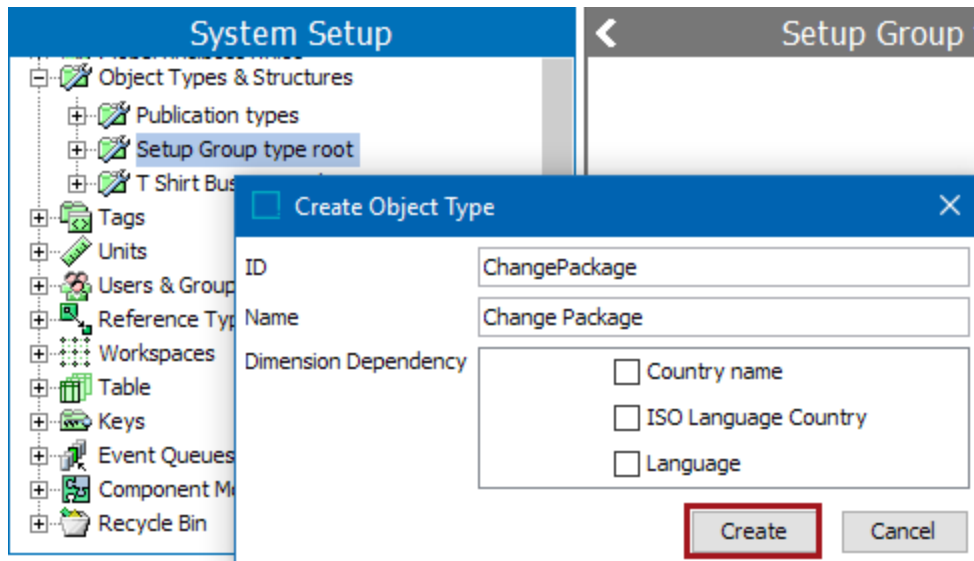 System Setup
Setup Group
Object Types & Structures
Publication types
Setup Group type root
T Shirt Bus
Create Object Type
Tags
Units
ID
ChangePackage
Users & Group
Name
Change Package
Reference Typ
Dimension Dependency
Country name
Workspaces
Table
ISO Language Country
Keys
Event Queues
Language
Component M
Recycle Bin
Create
Cancel